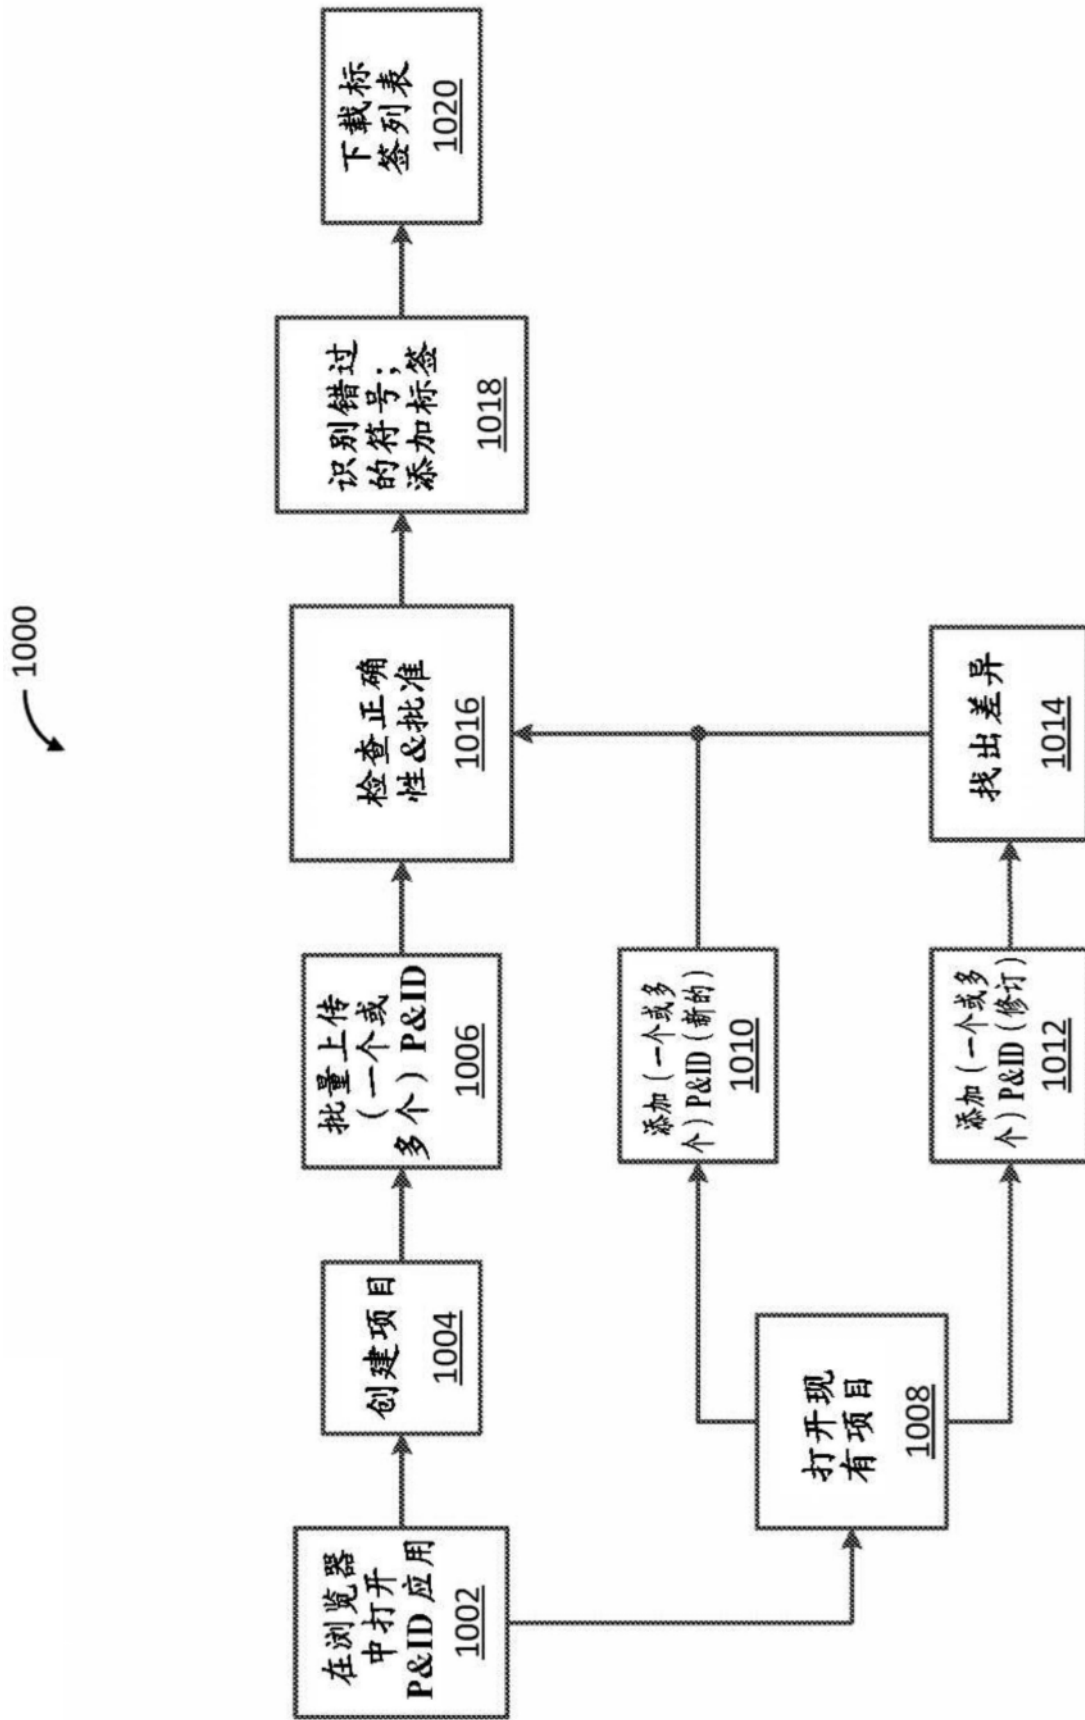 1000
在浏览器
中打开
P&ID 应用
1002
创建项目
1004
批量上传
（一个或
多个）P&ID
1006
检查正确
性&批准
1016
识别错过
的符号；
添加标签
1018
下载标
签列表
1020
打开现
有项目
1008
添加（一个或多
个）P&ID（新的）
1010
添加（一个或多
个）P&ID（修订）
1012
找出差异
1014